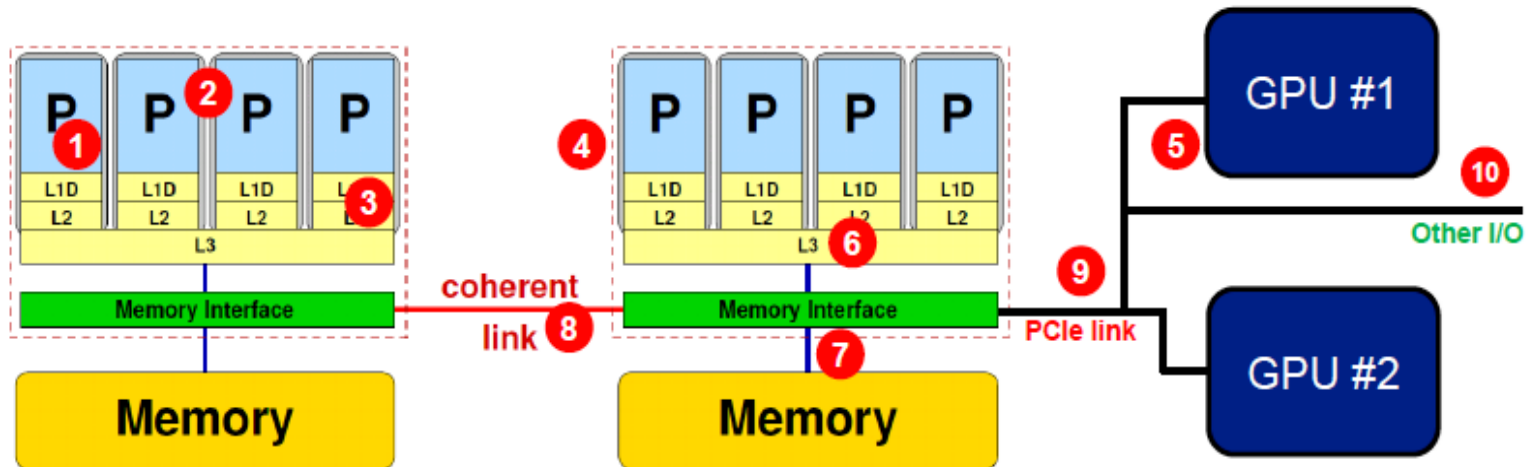 P P P P
1
2
L1D L1D L1D L1D
3
L2 L2 L2 L2
L3
Memory Interface
Memory
coherent
link
8
4
P P P P
L1D L1D L1D L1D
L2 L2 L2 L2
L3
6
Memory Interface
7
Memory
9
PCIe link
5
GPU #1
10
Other I/O
GPU #2